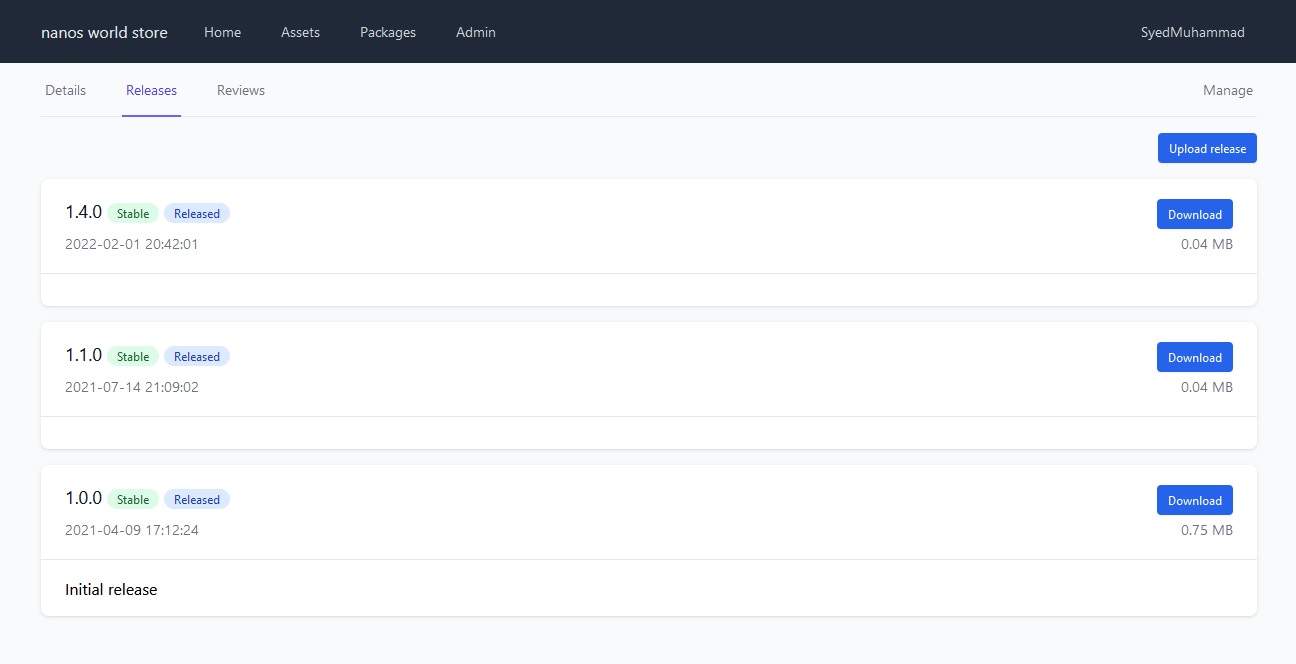 nanos world store Home Assets Packages Admin SyedMuhammad
Details Releases Reviews Manage
Upload release
1.4.0 Stable Released Download
2022-02-01 20:42:01 0.04 MB
1.1.0 Stable Released Download
2021-07-14 21:09:02 0.04 MB
1.0.0 Stable Released Download
2021-04-09 17:12:24 0.75 MB
Initial release